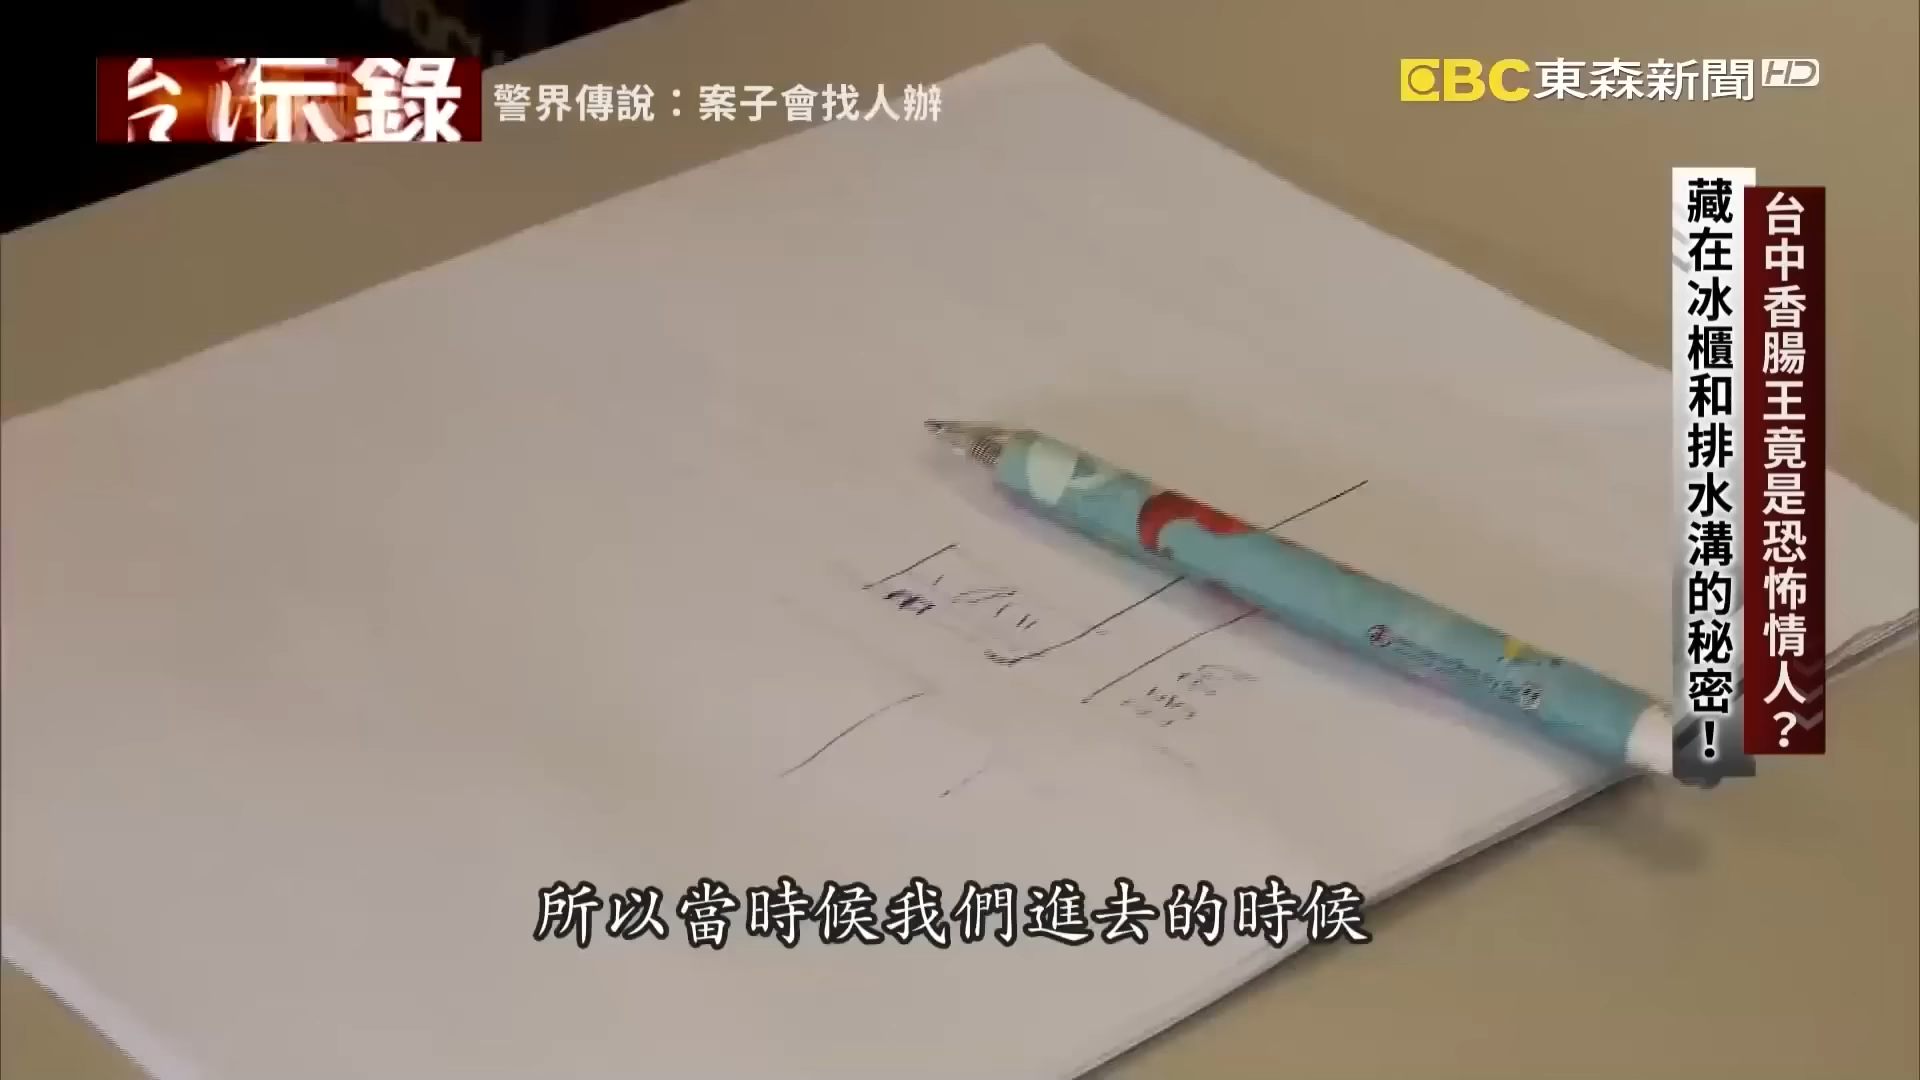 台灣啟示錄
警界傳說：案子會找人辦
EBC東森新聞HD
台中香腸王竟是恐怖情人？
藏在冰櫃和排水溝的秘密！
所以當時候我們進去的時候